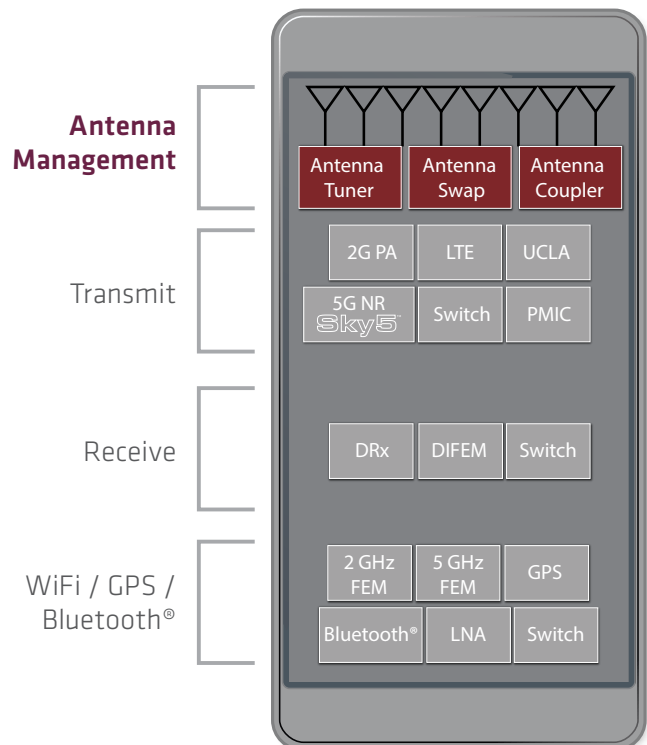 Antenna
Management
Antenna
Tuner
Antenna
Swap
Antenna
Coupler
Transmit
2G PA
LTE
UCLA
5G NR
Sky5™
Switch
PMIC
Receive
DRx
DIFEM
Switch
WiFi / GPS /
Bluetooth®
2 GHz
FEM
5 GHz
FEM
GPS
Bluetooth®
LNA
Switch